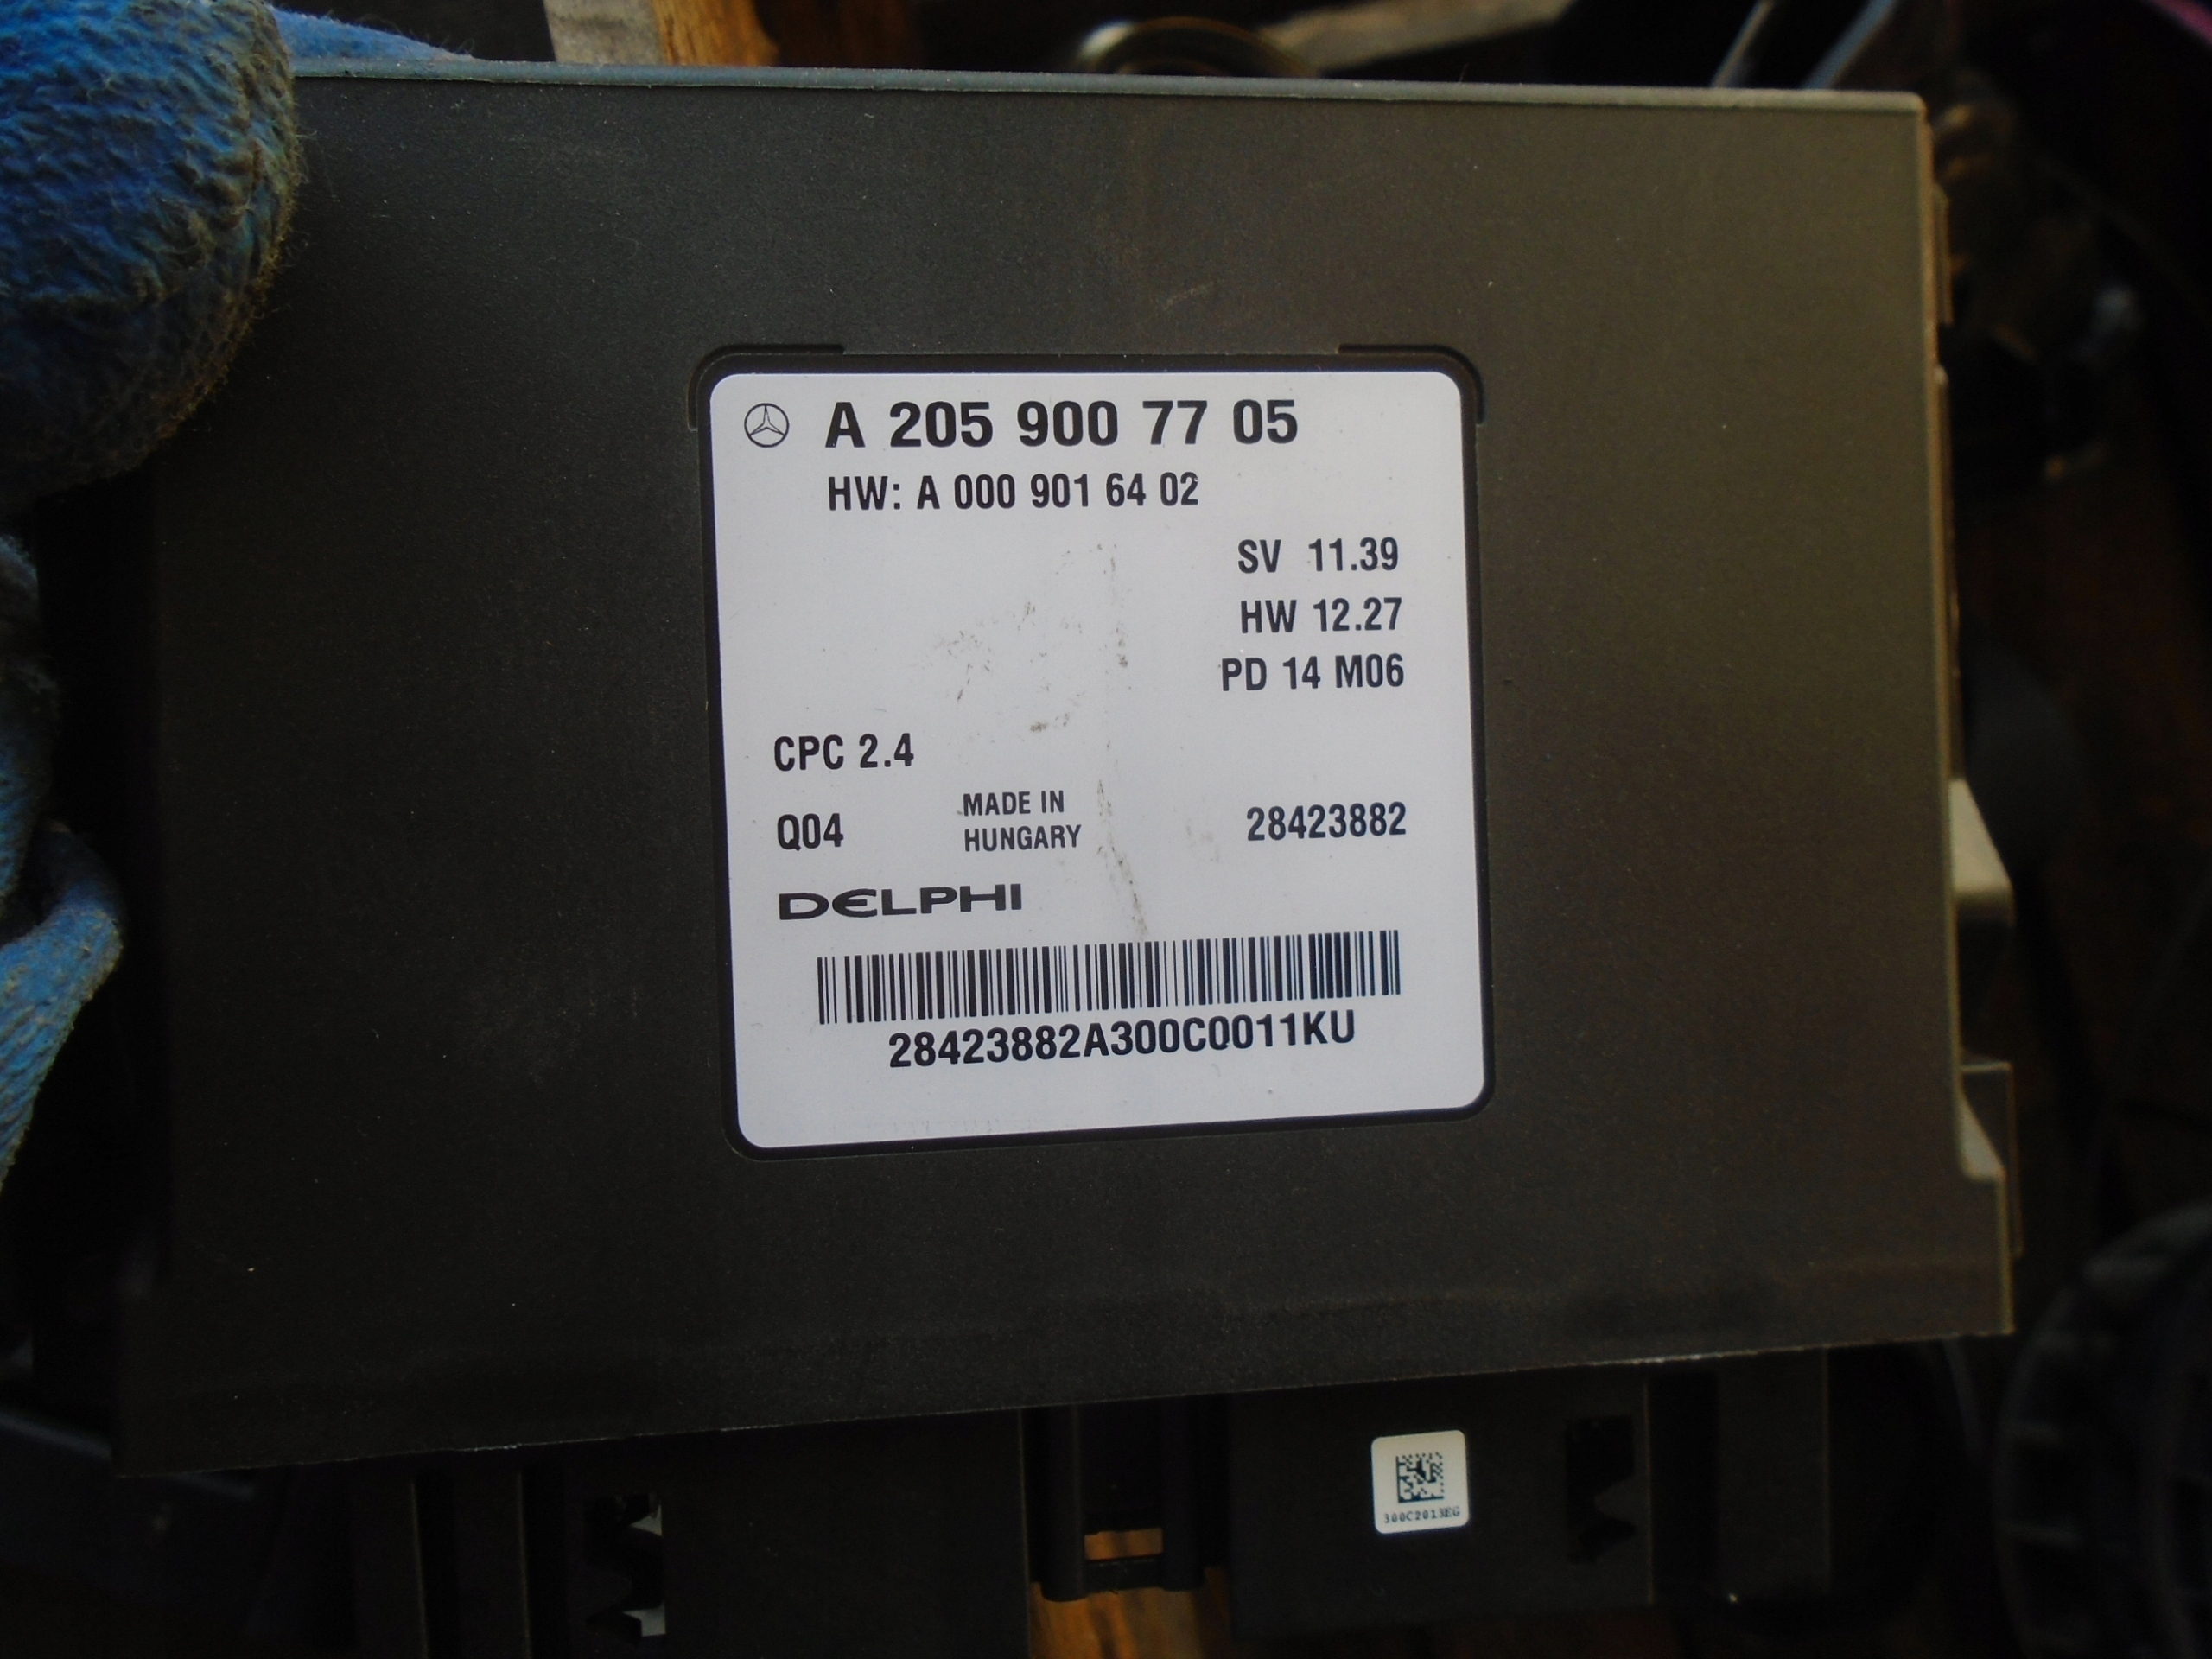 A 205 900 77 05
HW: A 000 901 64 02
SV 11.39
HW 12.27
PD 14 M06
CPC 2.4
Q04
MADE IN
HUNGARY
28423882
DELPHI
28423882A300C0011KU
300C2013EG